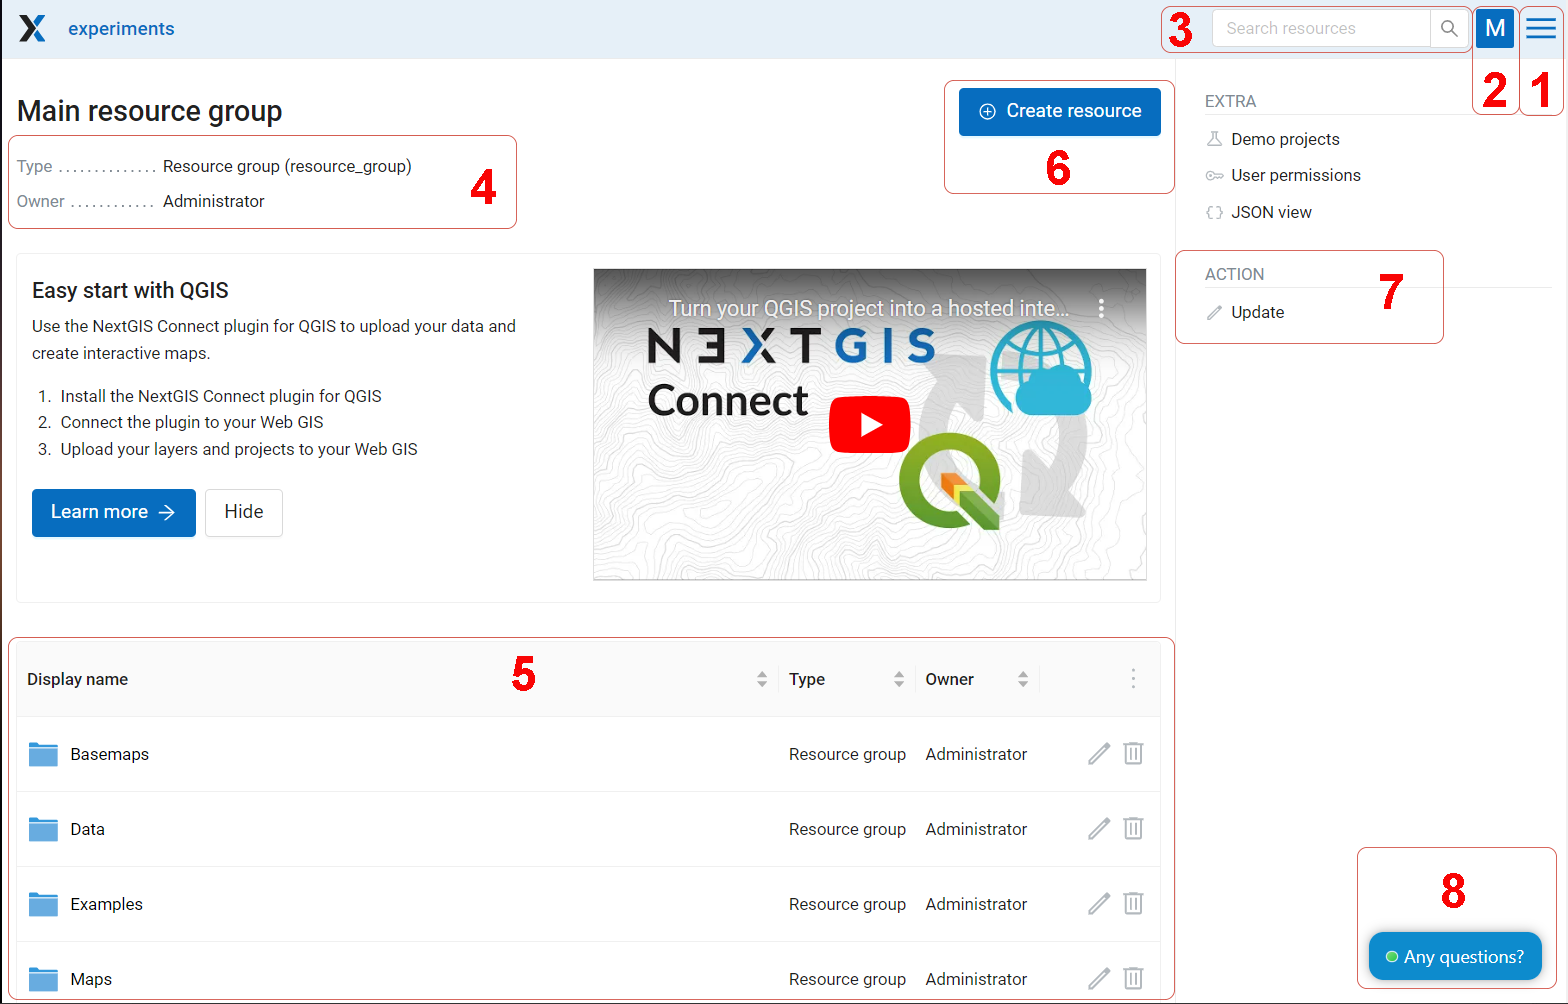 experiments
3
Search resources
M
2
1
Main resource group
Create resource
6
Type .............. Resource group (resource_group)
Owner ............ Administrator
4
EXTRA
Demo projects
User permissions
JSON view
ACTION
7
Update
Easy start with QGIS
Use the NextGIS Connect plugin for QGIS to upload your data and
create interactive maps.
1. Install the NextGIS Connect plugin for QGIS
2. Connect the plugin to your Web GIS
3. Upload your layers and projects to your Web GIS
Learn more
Hide
Turn your QGIS project into a hosted inte...
NEXTGIS
Connect
5
Display name Type Owner
Basemaps Resource group Administrator
Data Resource group Administrator
Examples Resource group Administrator
Maps Resource group Administrator
8
Any questions?